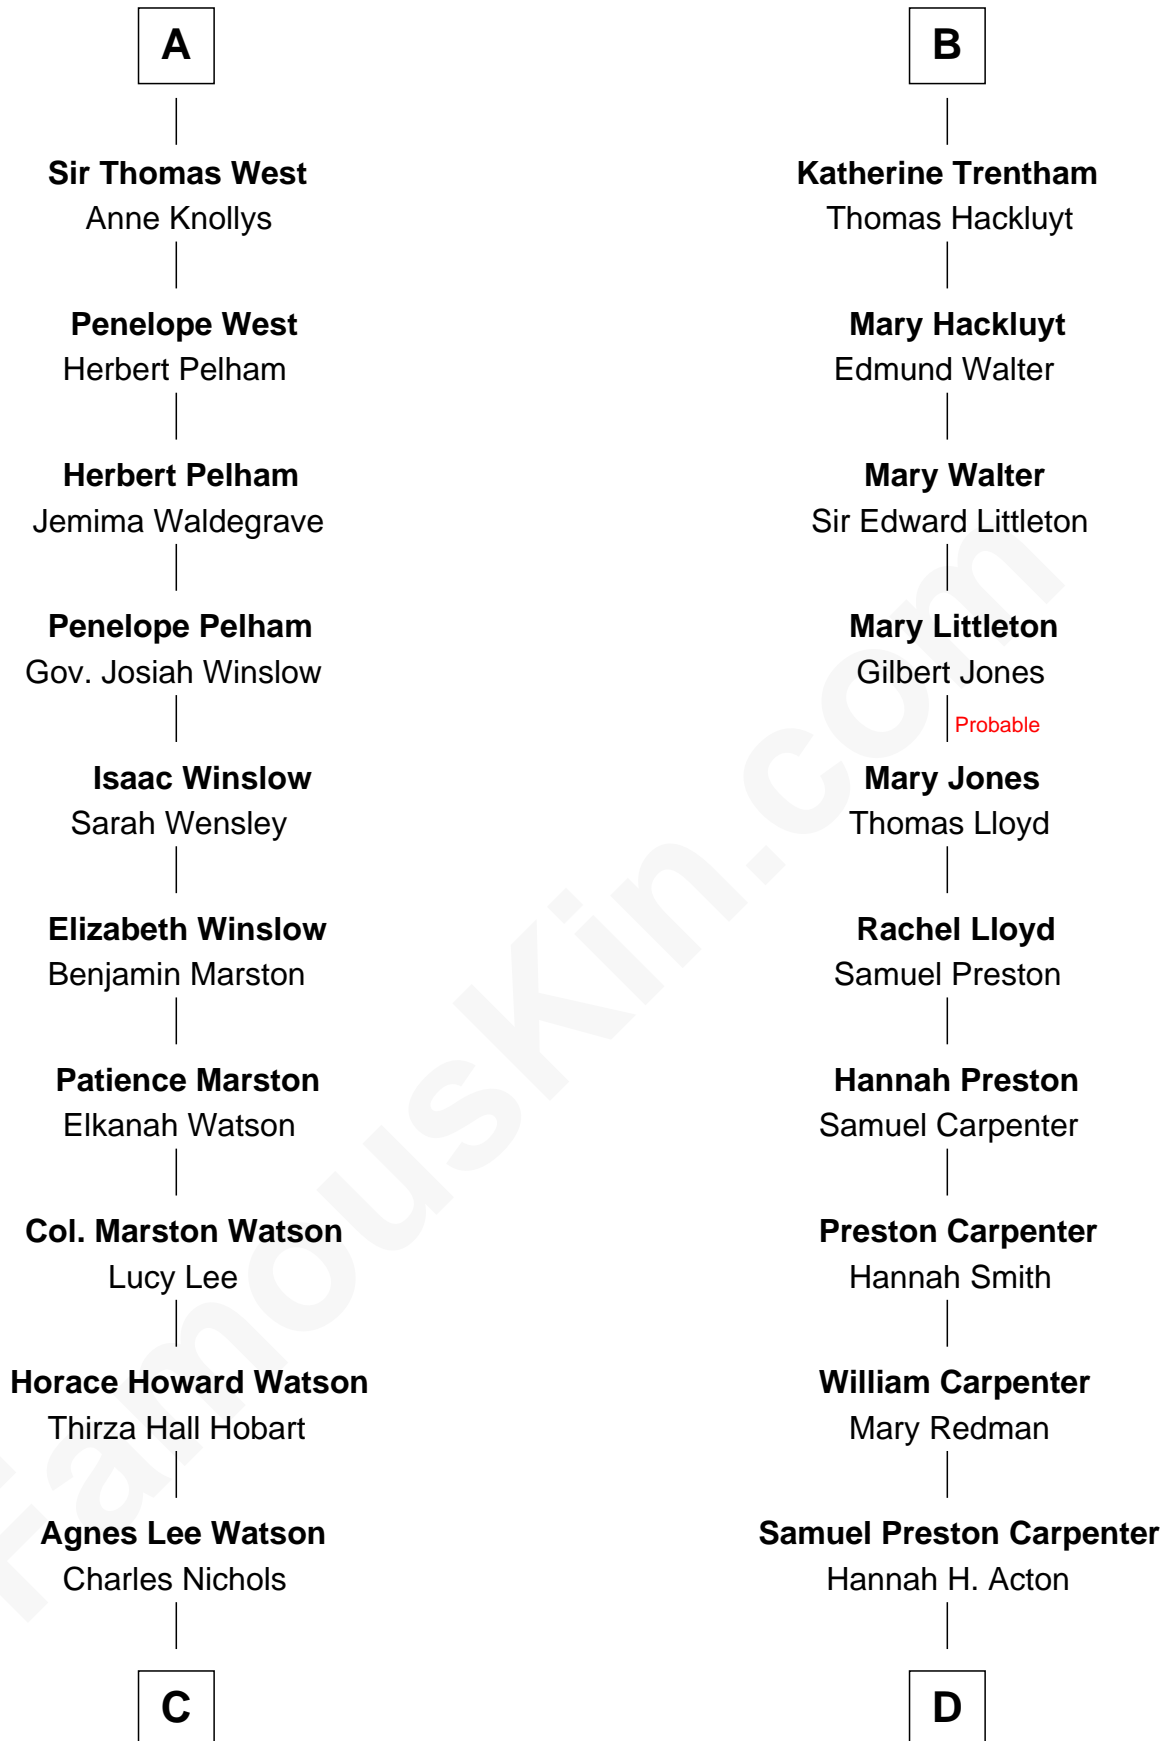 A
Sir Thomas West
Anne Knollys
Penelope West
Herbert Pelham
Herbert Pelham
Jemima Waldegrave
Penelope Pelham
Gov. Josiah Winslow
Isaac Winslow
Sarah Wensley
Elizabeth Winslow
Benjamin Marston
Patience Marston
Elkanah Watson
Col. Marston Watson
Lucy Lee
Horace Howard Watson
Thirza Hall Hobart
Agnes Lee Watson
Charles Nichols
C
B
Katherine Trentham
Thomas Hackluyt
Mary Hackluyt
Edmund Walter
Mary Walter
Sir Edward Littleton
Mary Littleton
Gilbert Jones
Probable
Mary Jones
Thomas Lloyd
Rachel Lloyd
Samuel Preston
Hannah Preston
Samuel Carpenter
Preston Carpenter
Hannah Smith
William Carpenter
Mary Redman
Samuel Preston Carpenter
Hannah H. Acton
D
FamousKin.com